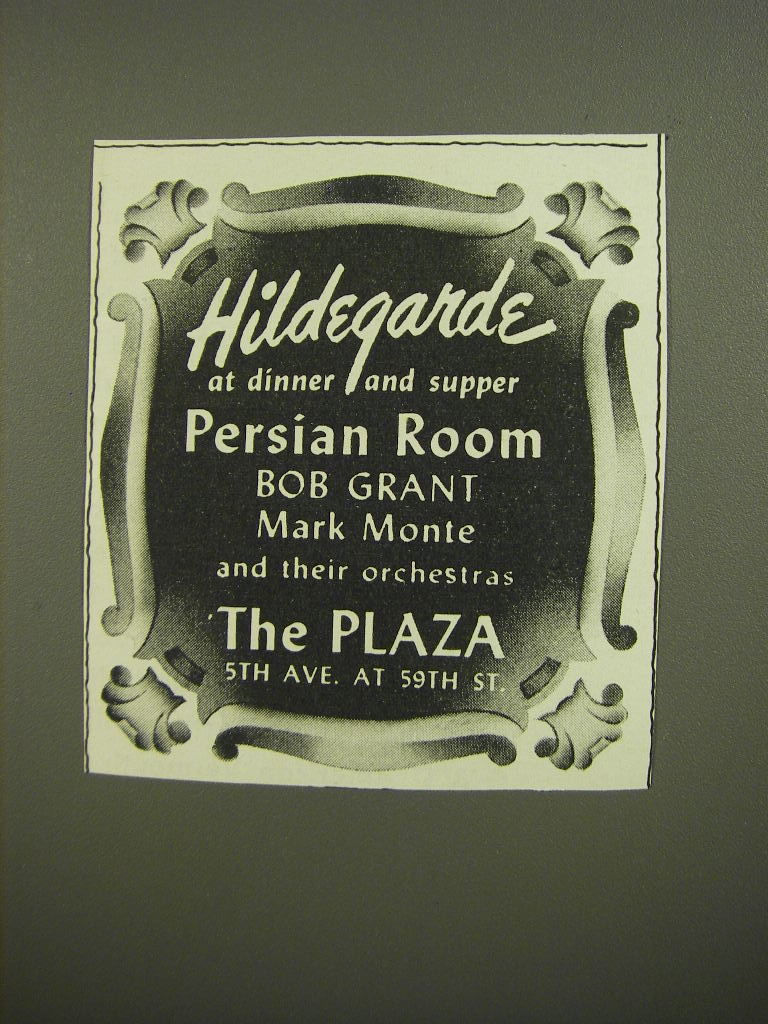 Hildegarde
at dinner and supper
Persian Room
BOB GRANT
Mark Monte
and their orchestras
The PLAZA
5TH AVE. AT 59TH ST.